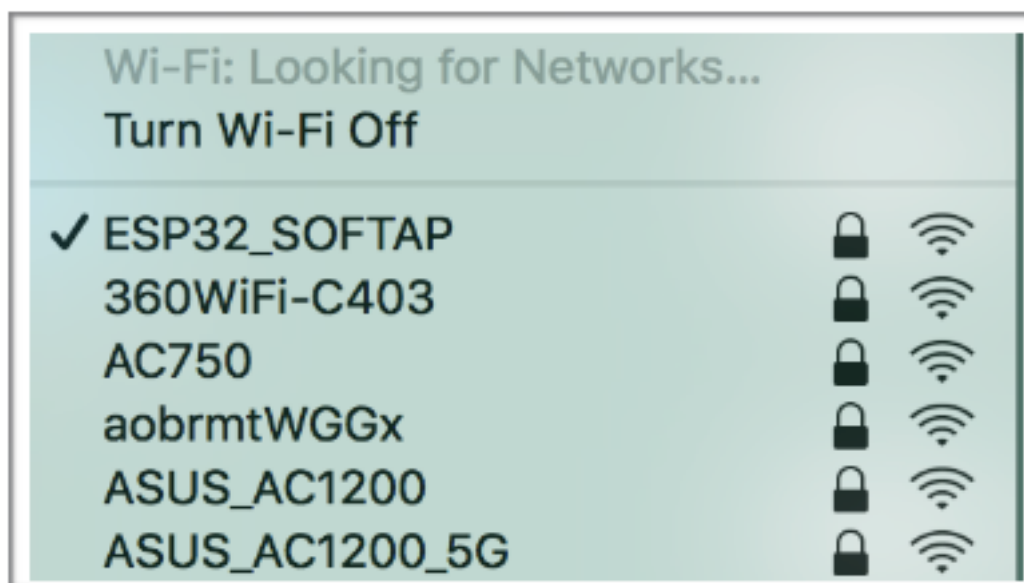 Wi-Fi: Looking for Networks...
Turn Wi-Fi Off
ESP32_SOFTAP
360WiFi-C403
AC750
aobrmtWGGx
ASUS_AC1200
ASUS_AC1200_5G